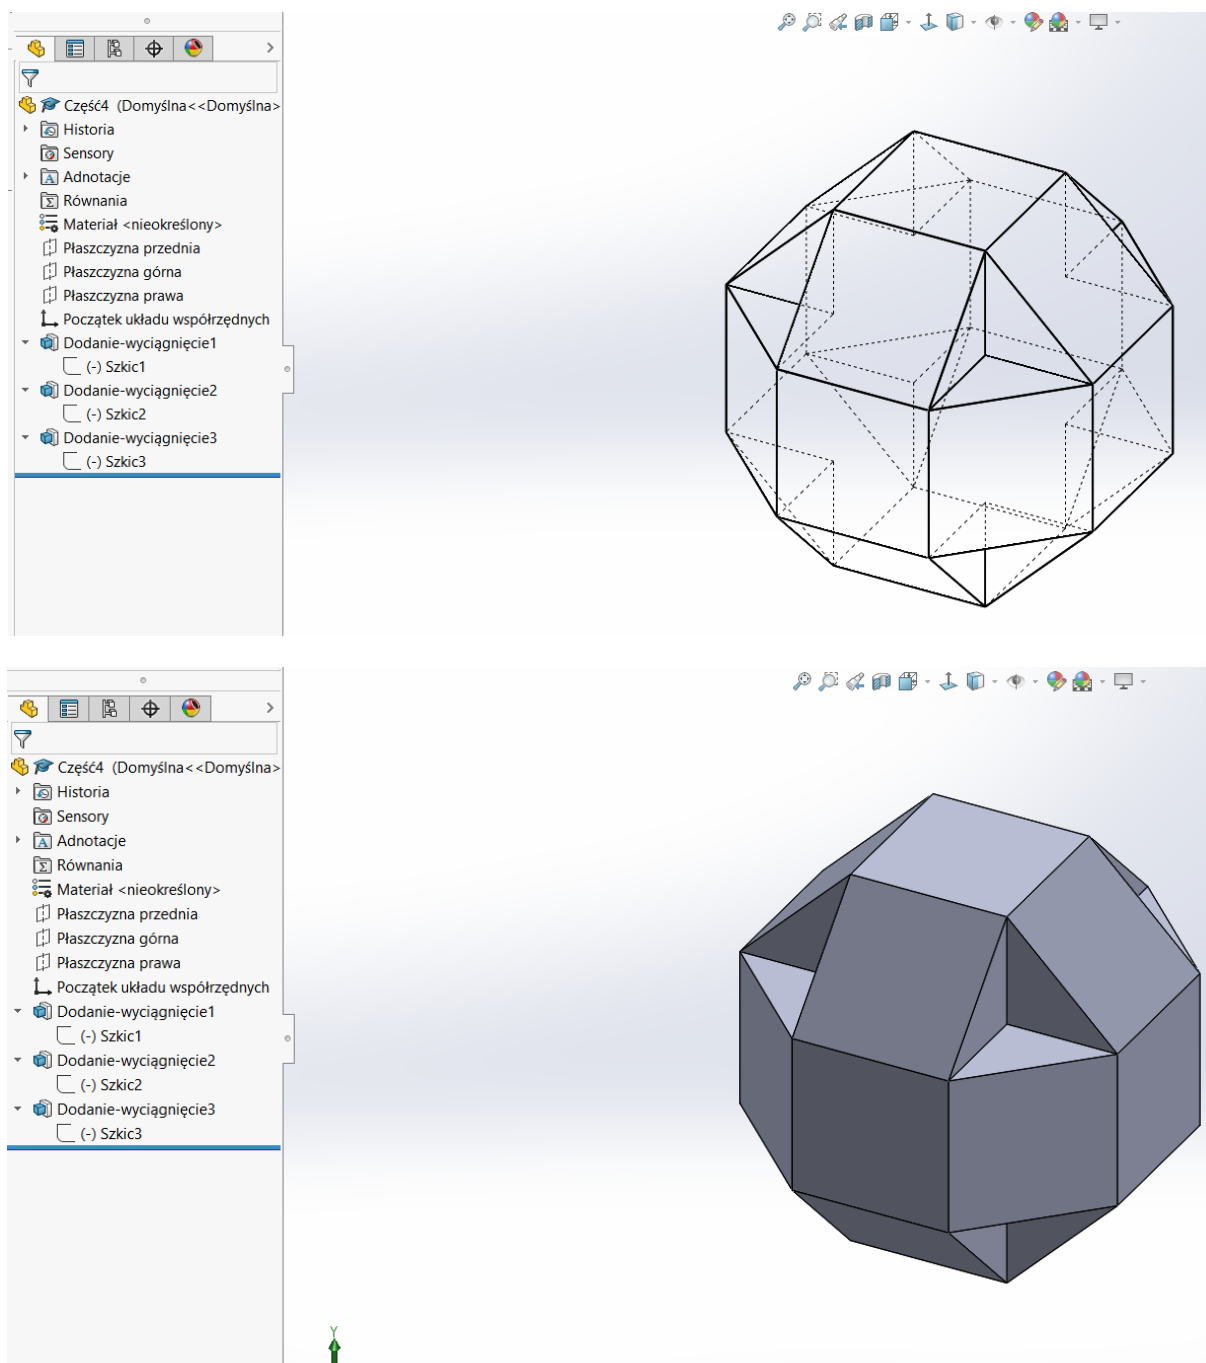 Część4 (Domyślna<<Domyślna>
Historia
Sensory
Adnotacje
Równania
Materiał <nieokreślony>
Płaszczyzna przednia
Płaszczyzna górna
Płaszczyzna prawa
Początek układu współrzędnych
Dodanie-wyciągnięcie1
(-) Szkic1
Dodanie-wyciągnięcie2
(-) Szkic2
Dodanie-wyciągnięcie3
(-) Szkic3
Część4 (Domyślna<<Domyślna>
Historia
Sensory
Adnotacje
Równania
Materiał <nieokreślony>
Płaszczyzna przednia
Płaszczyzna górna
Płaszczyzna prawa
Początek układu współrzędnych
Dodanie-wyciągnięcie1
(-) Szkic1
Dodanie-wyciągnięcie2
(-) Szkic2
Dodanie-wyciągnięcie3
(-) Szkic3
Y